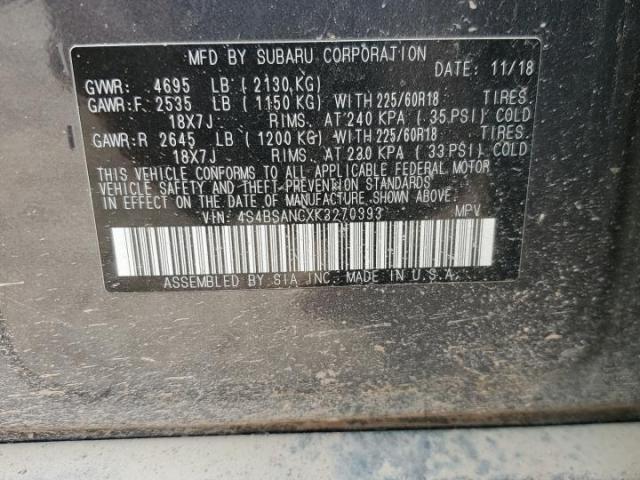 MFD BY SUBARU CORPORATION
DATE: 11/18
GVWR: 4695 LB (2130 KG)
GAWR:F 2535 LB (1150 KG) WITH 225/60R18 TIRES.
18X7J RIMS. AT 240 KPA (35 PSI) COLD
GAWR:R 2645 LB (1200 KG) WITH 225/60R18 TIRES.
18X7J RIMS. AT 230 KPA (33 PSI) COLD
THIS VEHICLE CONFORMS TO ALL APPLICABLE FEDERAL MOTOR
VEHICLE SAFETY AND THEFT-PREVENTION STANDARDS
IN EFFECT ON THE DATE OF MANUFACTURE SHOWN ABOVE.
VIN: 4S4BSANCXK3270393 MPV
ASSEMBLED BY SIA, INC. MADE IN U.S.A.